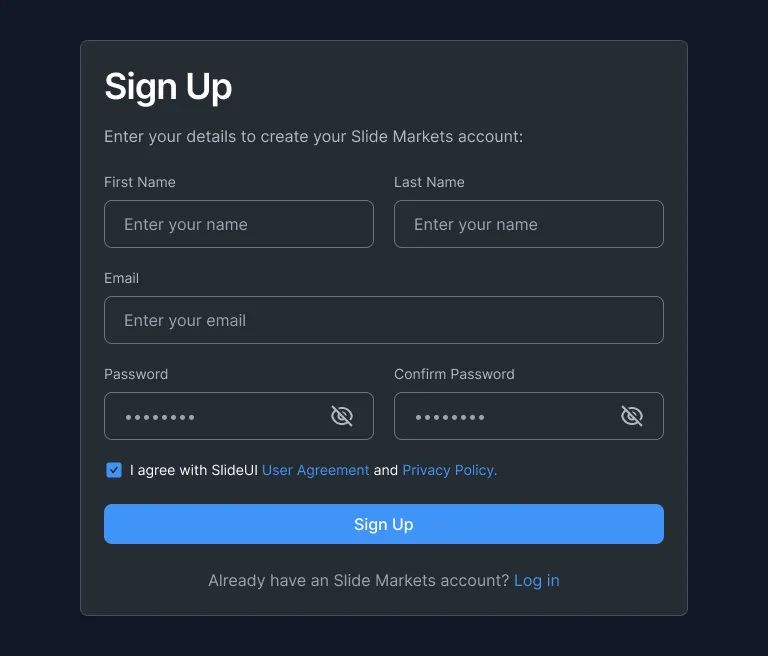 Sign Up
Enter your details to create your Slide Markets account:
First Name
Last Name
Enter your name
Enter your name
Email
Enter your email
Password
Confirm Password
••••••••
••••••••
I agree with SlideUI User Agreement and Privacy Policy.
Sign Up
Already have an Slide Markets account? Log in